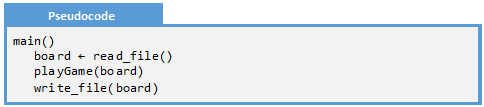 Pseudocode
main()
board ← read_file()
playGame(board)
write_file(board)